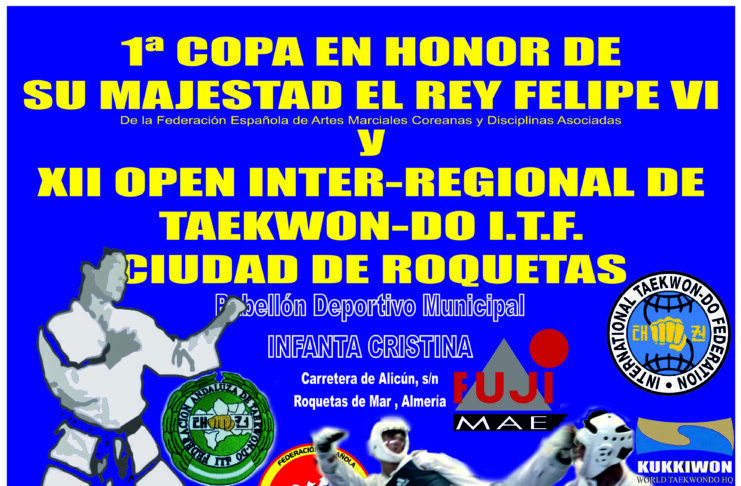 1ª COPA EN HONOR DE
SU MAJESTAD EL REY FELIPE VI
De la Federación Española de Artes Marciales Coreanas y Disciplinas Asociadas
y
XII OPEN INTER-REGIONAL DE
TAEKWON-DO I.T.F.
CIUDAD DE ROQUETAS
Pabellón Deportivo Municipal
INFANTA CRISTINA
Carretera de Alicún, s/n
Roquetas de Mar , Almería
FUJI
MAE
INTERNATIONAL TAEKWON-DO FEDERATION
태 권
KUKKIWON
WORLD TAEKWONDO HQ